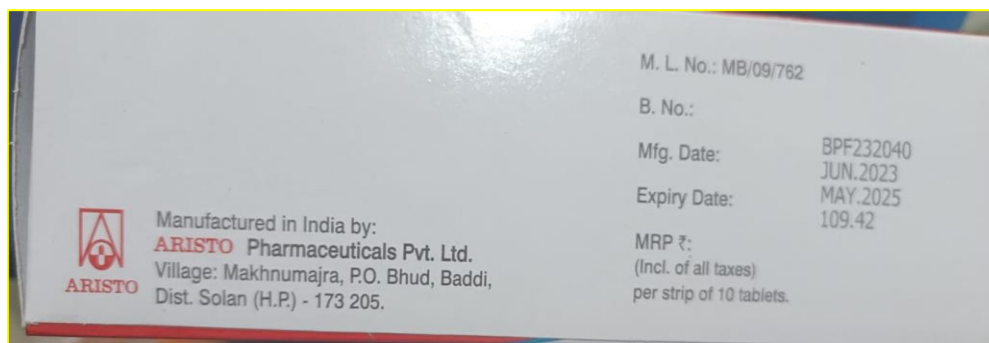 M. L. No.: MB/09/762
B. No.:
Mfg. Date:
Expiry Date:
MRP ₹:
(Incl. of all taxes)
per strip of 10 tablets.
BPF232040
JUN.2023
MAY.2025
109.42
ARISTO
Manufactured in India by:
ARISTO Pharmaceuticals Pvt. Ltd.
Village: Makhnumajra, P.O. Bhud, Baddi,
Dist. Solan (H.P.) - 173 205.